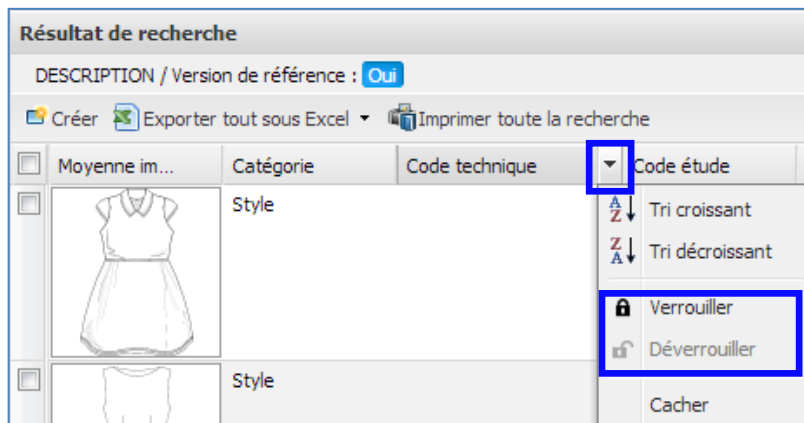 Résultat de recherche
DESCRIPTION / Version de référence : Oui
Créer Exporter tout sous Excel Imprimer toute la recherche
Moyenne im... Catégorie Code technique Code étude
Style
Tri croissant
Tri décroissant
Verrouiller
Déverrouiller
Style
Cacher